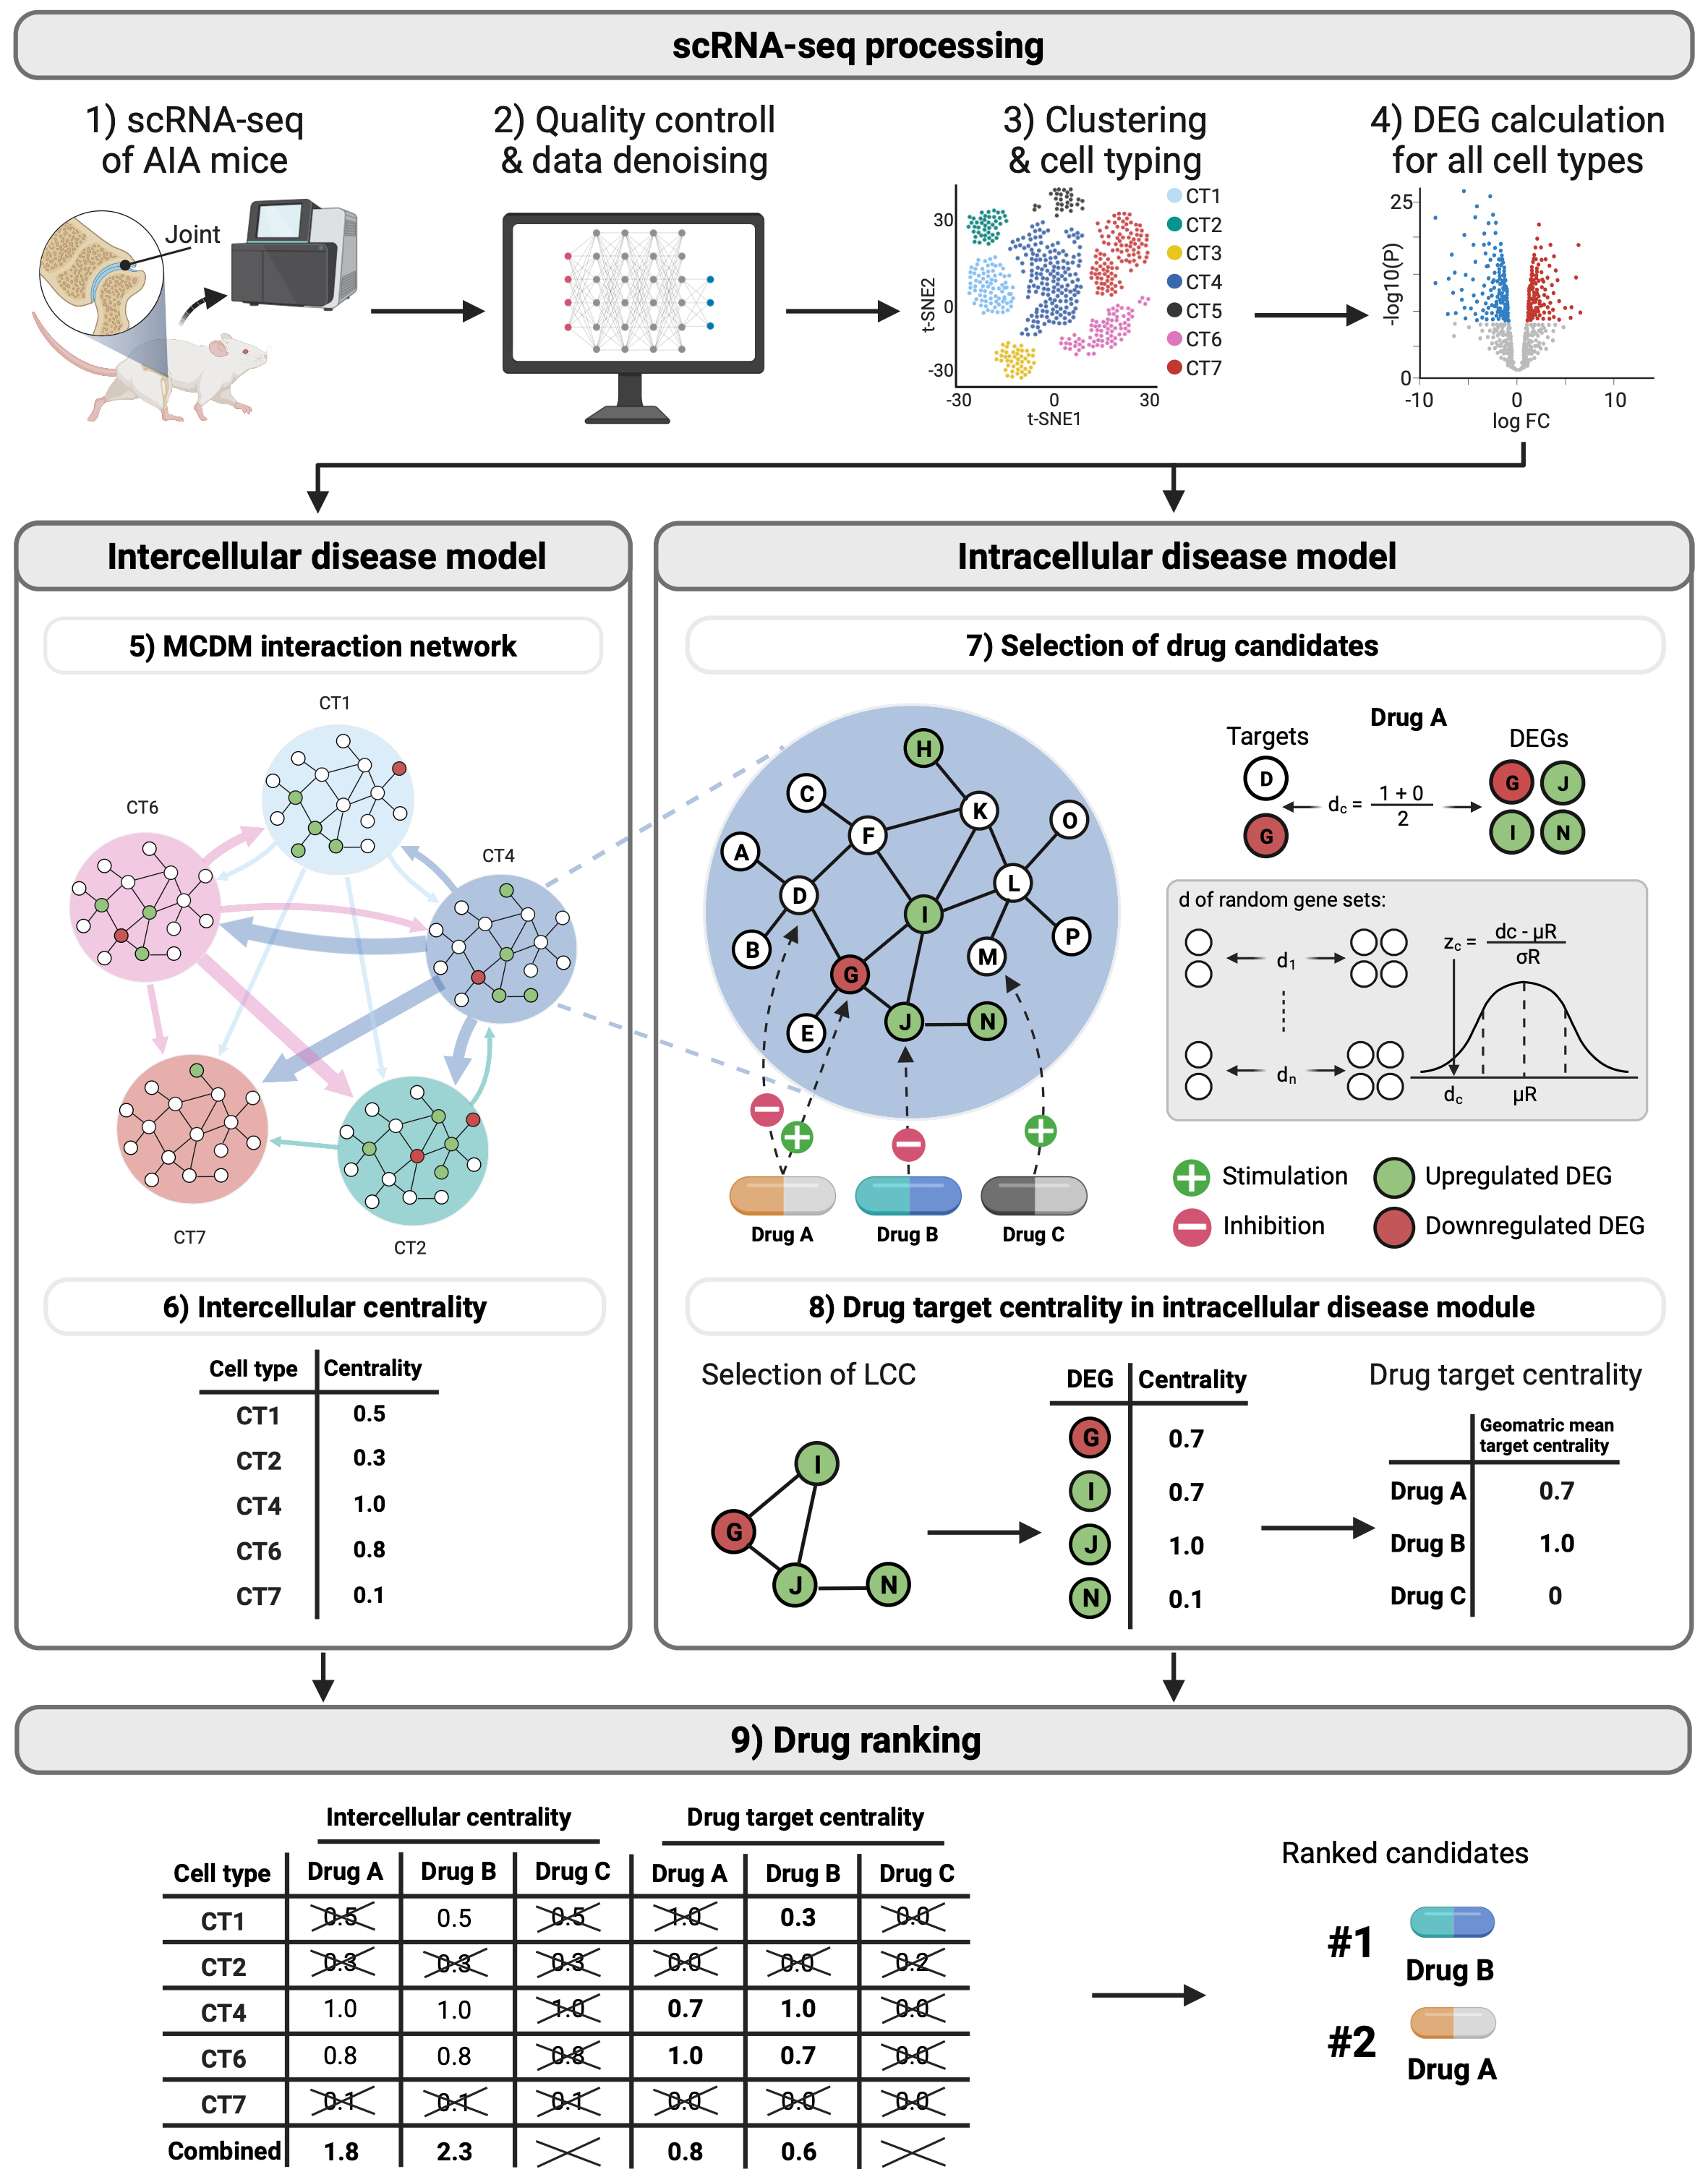 scRNA-seq processing
1) scRNA-seq
of AIA mice
Joint
2) Quality controll
& data denoising
3) Clustering
& cell typing
30
0
-30
t-SNE2
-30 0 30
t-SNE1
CT1
CT2
CT3
CT4
CT5
CT6
CT7
4) DEG calculation
for all cell types
25
0
-log10(P)
-10 0 10
log FC
Intercellular disease model
5) MCDM interaction network
CT1
CT6
CT4
CT7
CT2
6) Intercellular centrality
Cell type Centrality
CT1 0.5
CT2 0.3
CT4 1.0
CT6 0.8
CT7 0.1
Intracellular disease model
7) Selection of drug candidates
H
C
K
O
F
A
L
D
I
B
P
M
G
E
J
N
Drug A
Drug B
Drug C
Drug A
Targets
DEGs
D
G
dc = 1 + 0
2
G J
I N
d of random gene sets:
d1
dn
zc = dc - μR
σR
dc μR
Stimulation
Upregulated DEG
Inhibition
Downregulated DEG
8) Drug target centrality in intracellular disease module
Selection of LCC
I
G
J N
DEG Centrality
G 0.7
I 0.7
J 1.0
N 0.1
Drug target centrality
Geomatric mean
target centrality
Drug A 0.7
Drug B 1.0
Drug C 0
9) Drug ranking
Intercellular centrality Drug target centrality
Cell type Drug A Drug B Drug C Drug A Drug B Drug C
CT1 0.5 0.5 0.5 1.0 0.3 0.0
CT2 0.3 0.3 0.3 0.0 0.0 0.2
CT4 1.0 1.0 1.0 0.7 1.0 0.0
CT6 0.8 0.8 0.8 1.0 0.7 0.0
CT7 0.1 0.1 0.1 0.0 0.0 0.0
Combined 1.8 2.3 0.8 0.6
Ranked candidates
#1
Drug B
#2
Drug A